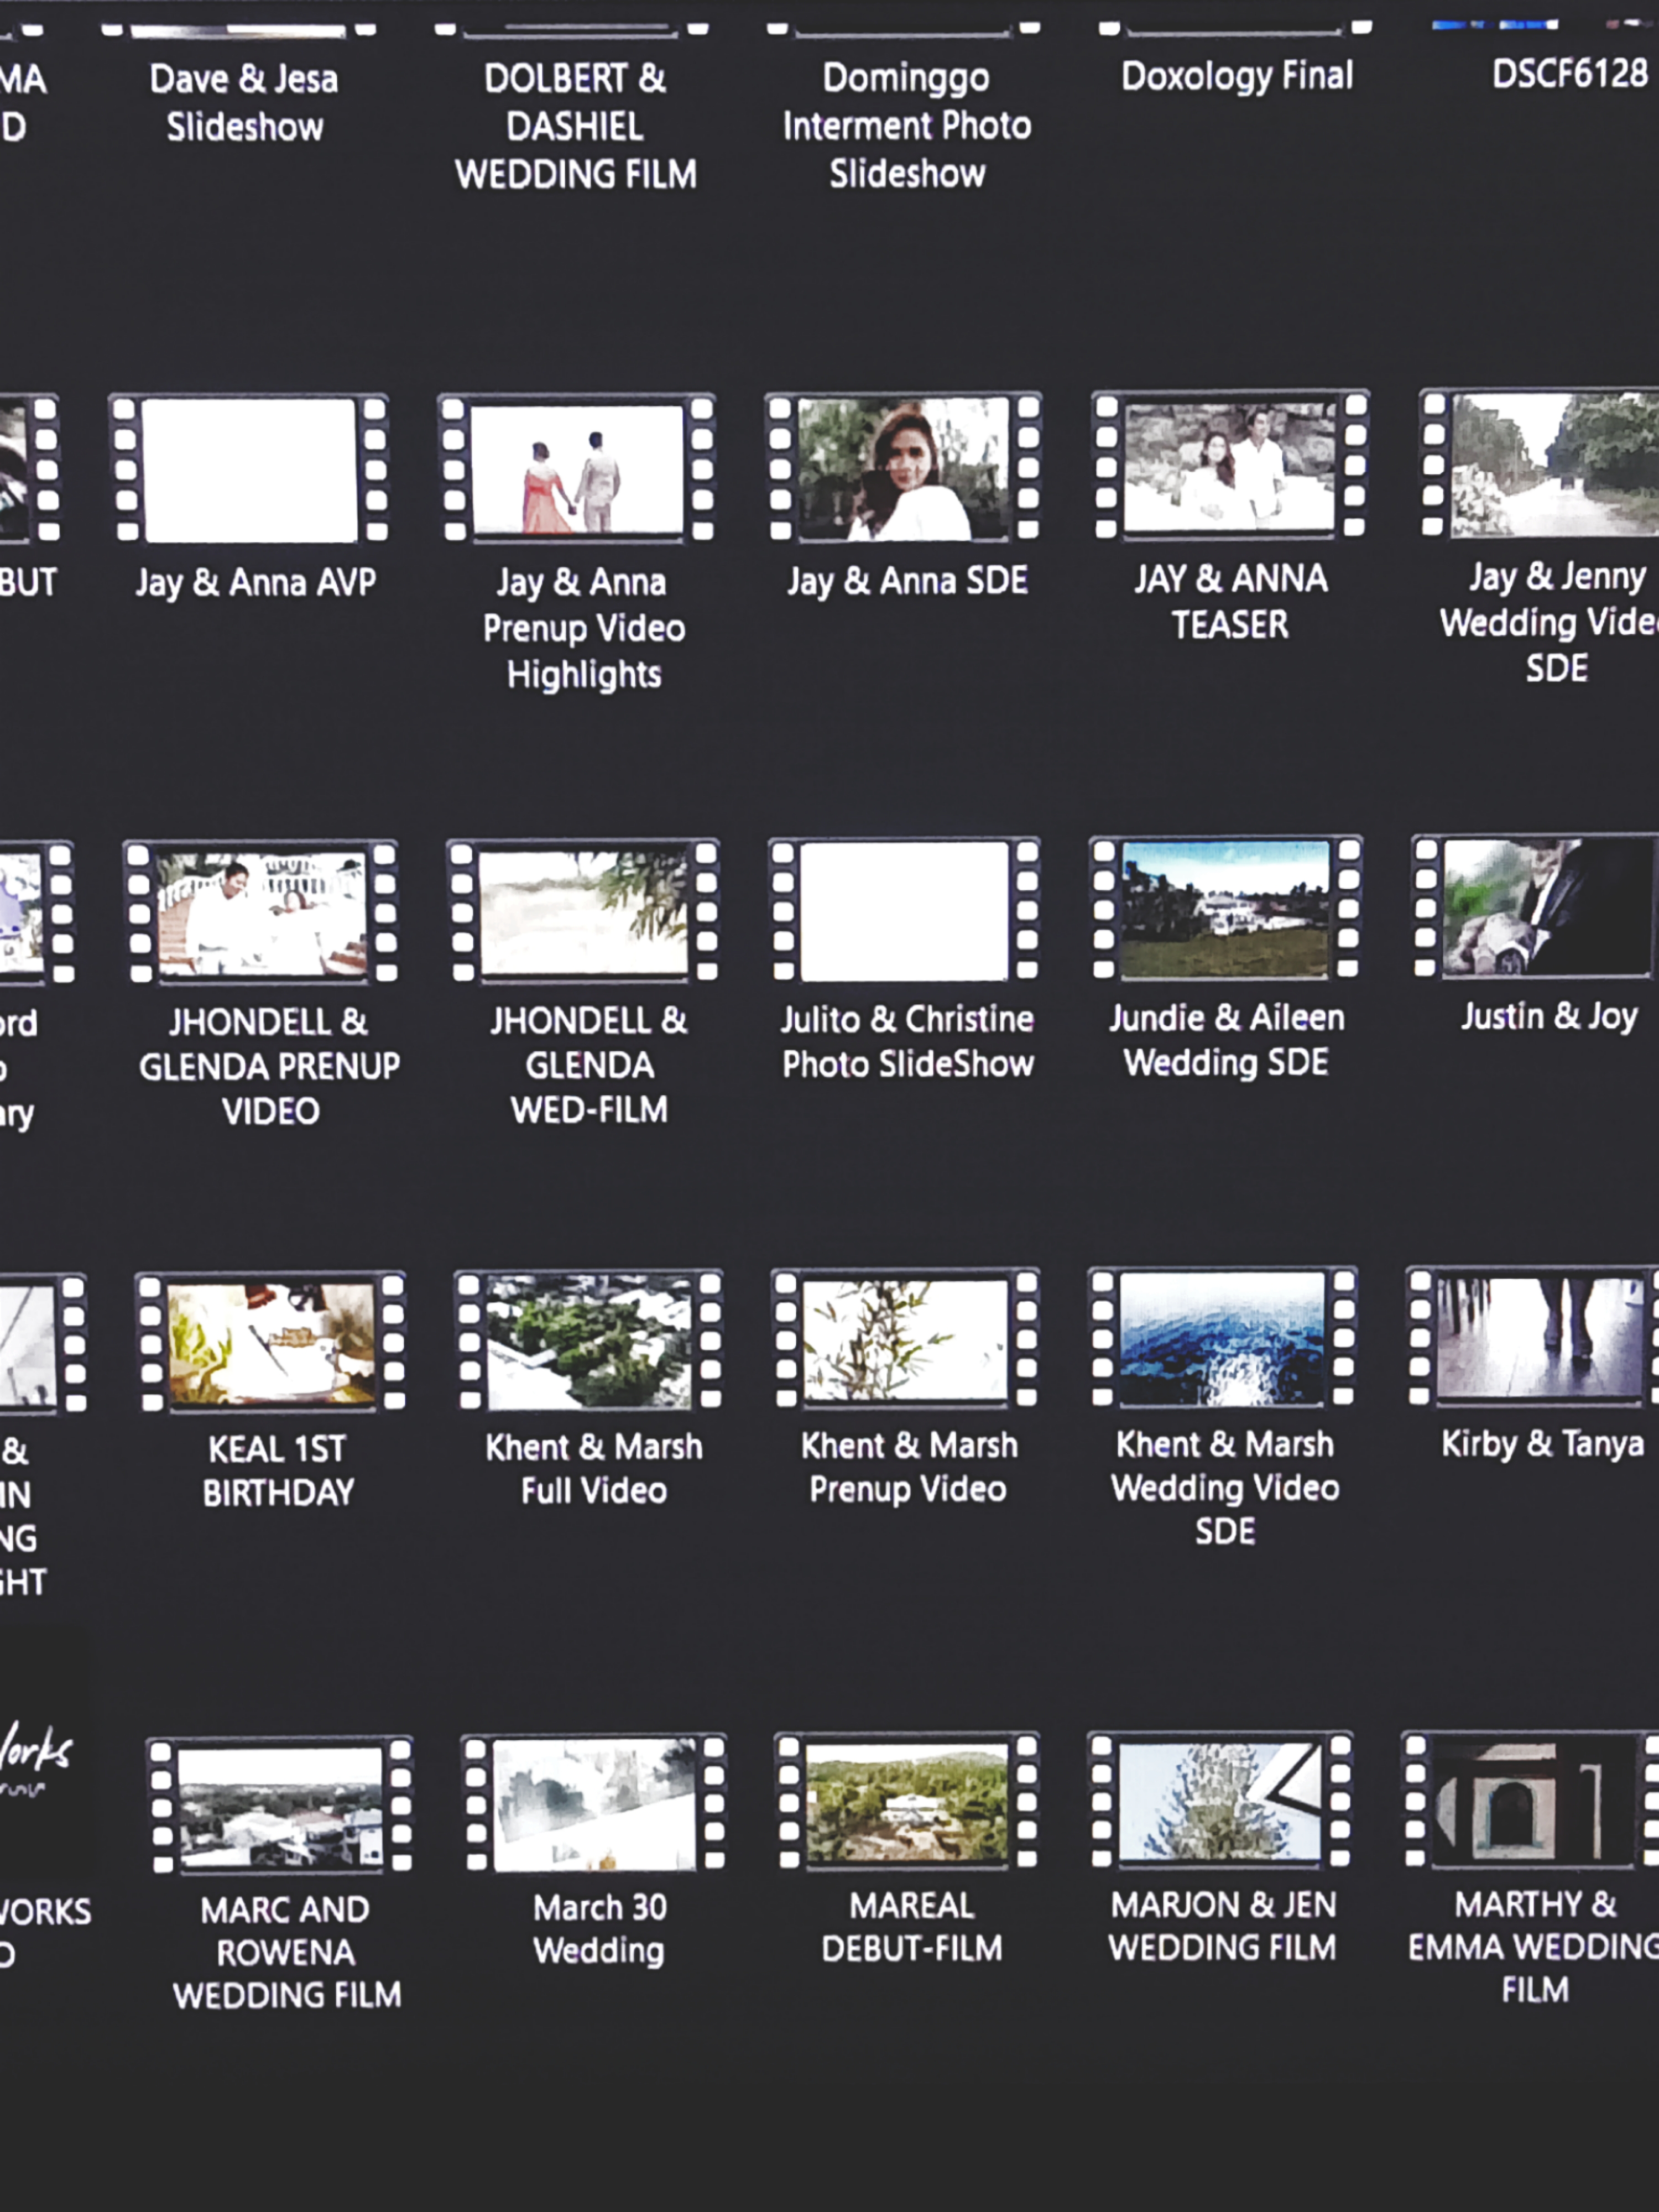 MA
D
Dave & Jesa
Slideshow
DOLBERT &
DASHIEL
WEDDING FILM
Dominggo
Interment Photo
Slideshow
Doxology Final
DSCF6128
BUT
Jay & Anna AVP
Jay & Anna
Prenup Video
Highlights
Jay & Anna SDE
JAY & ANNA
TEASER
Jay & Jenny
Wedding Vide
SDE
ord
ary
JHONDELL &
GLENDA PRENUP
VIDEO
JHONDELL &
GLENDA
WED-FILM
Julito & Christine
Photo SlideShow
Jundie & Aileen
Wedding SDE
Justin & Joy
&
IN
NG
GHT
KEAL 1ST
BIRTHDAY
Khent & Marsh
Full Video
Khent & Marsh
Prenup Video
Khent & Marsh
Wedding Video
SDE
Kirby & Tanya
Works
WORKS
O
MARC AND
ROWENA
WEDDING FILM
March 30
Wedding
MAREAL
DEBUT-FILM
MARJON & JEN
WEDDING FILM
MARTHY &
EMMA WEDDING
FILM